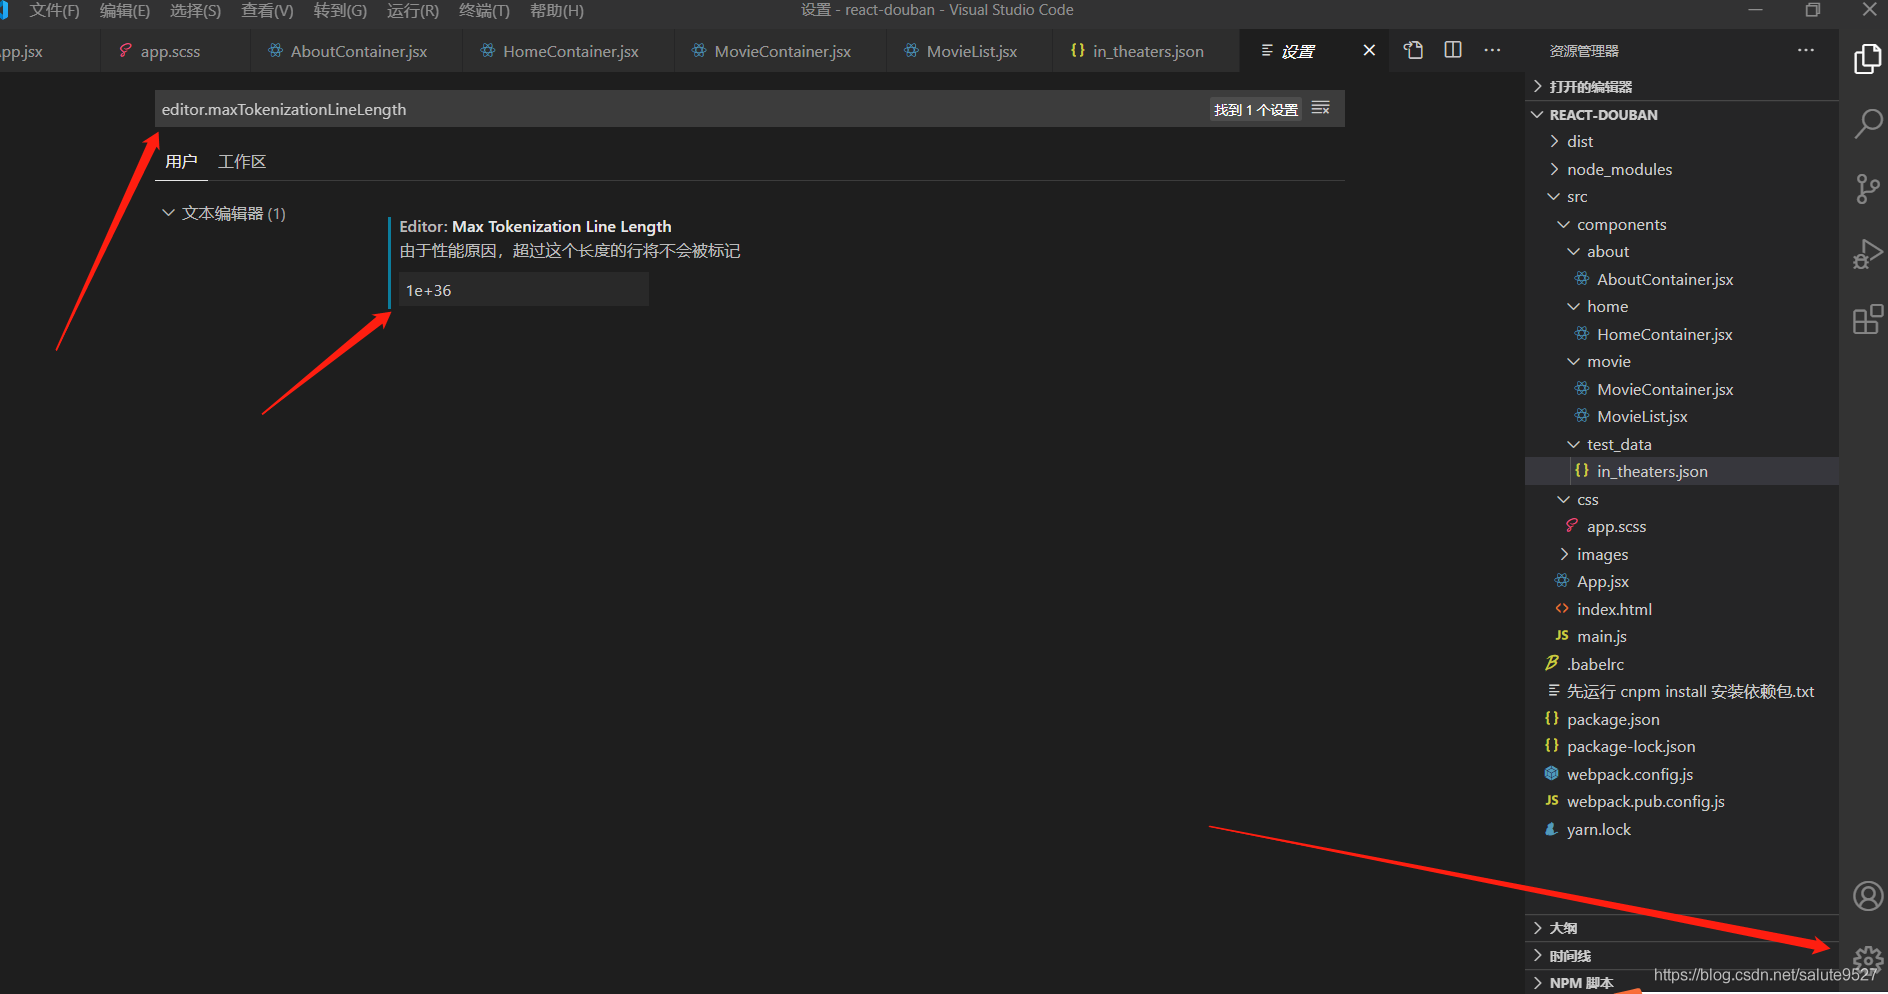 文件(F) 编辑(E) 选择(S) 查看(V) 转到(G) 运行(R) 终端(T) 帮助(H) 设置 - react-douban - Visual Studio Code
pp.jsx app.scss AboutContainer.jsx HomeContainer.jsx MovieContainer.jsx MovieList.jsx {} in_theaters.json 设置
editor.maxTokenizationLineLength 找到 1 个设置
用户 工作区
文本编辑器 (1)
Editor: Max Tokenization Line Length
由于性能原因，超过这个长度的行将不会被标记
1e+36
资源管理器
打开的编辑器
REACT-DOUBAN
dist
node_modules
src
components
about
AboutContainer.jsx
home
HomeContainer.jsx
movie
MovieContainer.jsx
MovieList.jsx
test_data
{} in_theaters.json
css
app.scss
images
App.jsx
<> index.html
JS main.js
.babelrc
先运行 cnpm install 安装依赖包.txt
{} package.json
{} package-lock.json
webpack.config.js
JS webpack.pub.config.js
yarn.lock
大纲
时间线
NPM 脚本
https://blog.csdn.net/salute9527